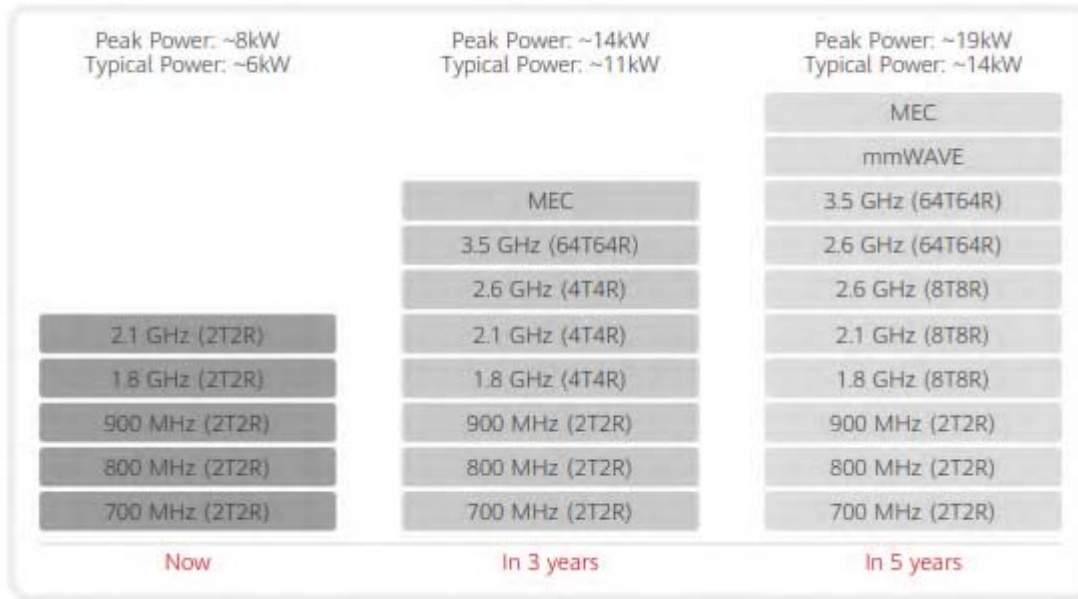 Peak Power: ~8kW
Typical Power: ~6kW
2.1 GHz (2T2R)
1.8 GHz (2T2R)
900 MHz (2T2R)
800 MHz (2T2R)
700 MHz (2T2R)
Now
Peak Power: ~14kW
Typical Power: ~11kW
MEC
3.5 GHz (64T64R)
2.6 GHz (4T4R)
2.1 GHz (4T4R)
1.8 GHz (4T4R)
900 MHz (2T2R)
800 MHz (2T2R)
700 MHz (2T2R)
In 3 years
Peak Power: ~19kW
Typical Power: ~14kW
MEC
mmWAVE
3.5 GHz (64T64R)
2.6 GHz (64T64R)
2.6 GHz (8T8R)
2.1 GHz (8T8R)
1.8 GHz (8T8R)
900 MHz (2T2R)
800 MHz (2T2R)
700 MHz (2T2R)
In 5 years